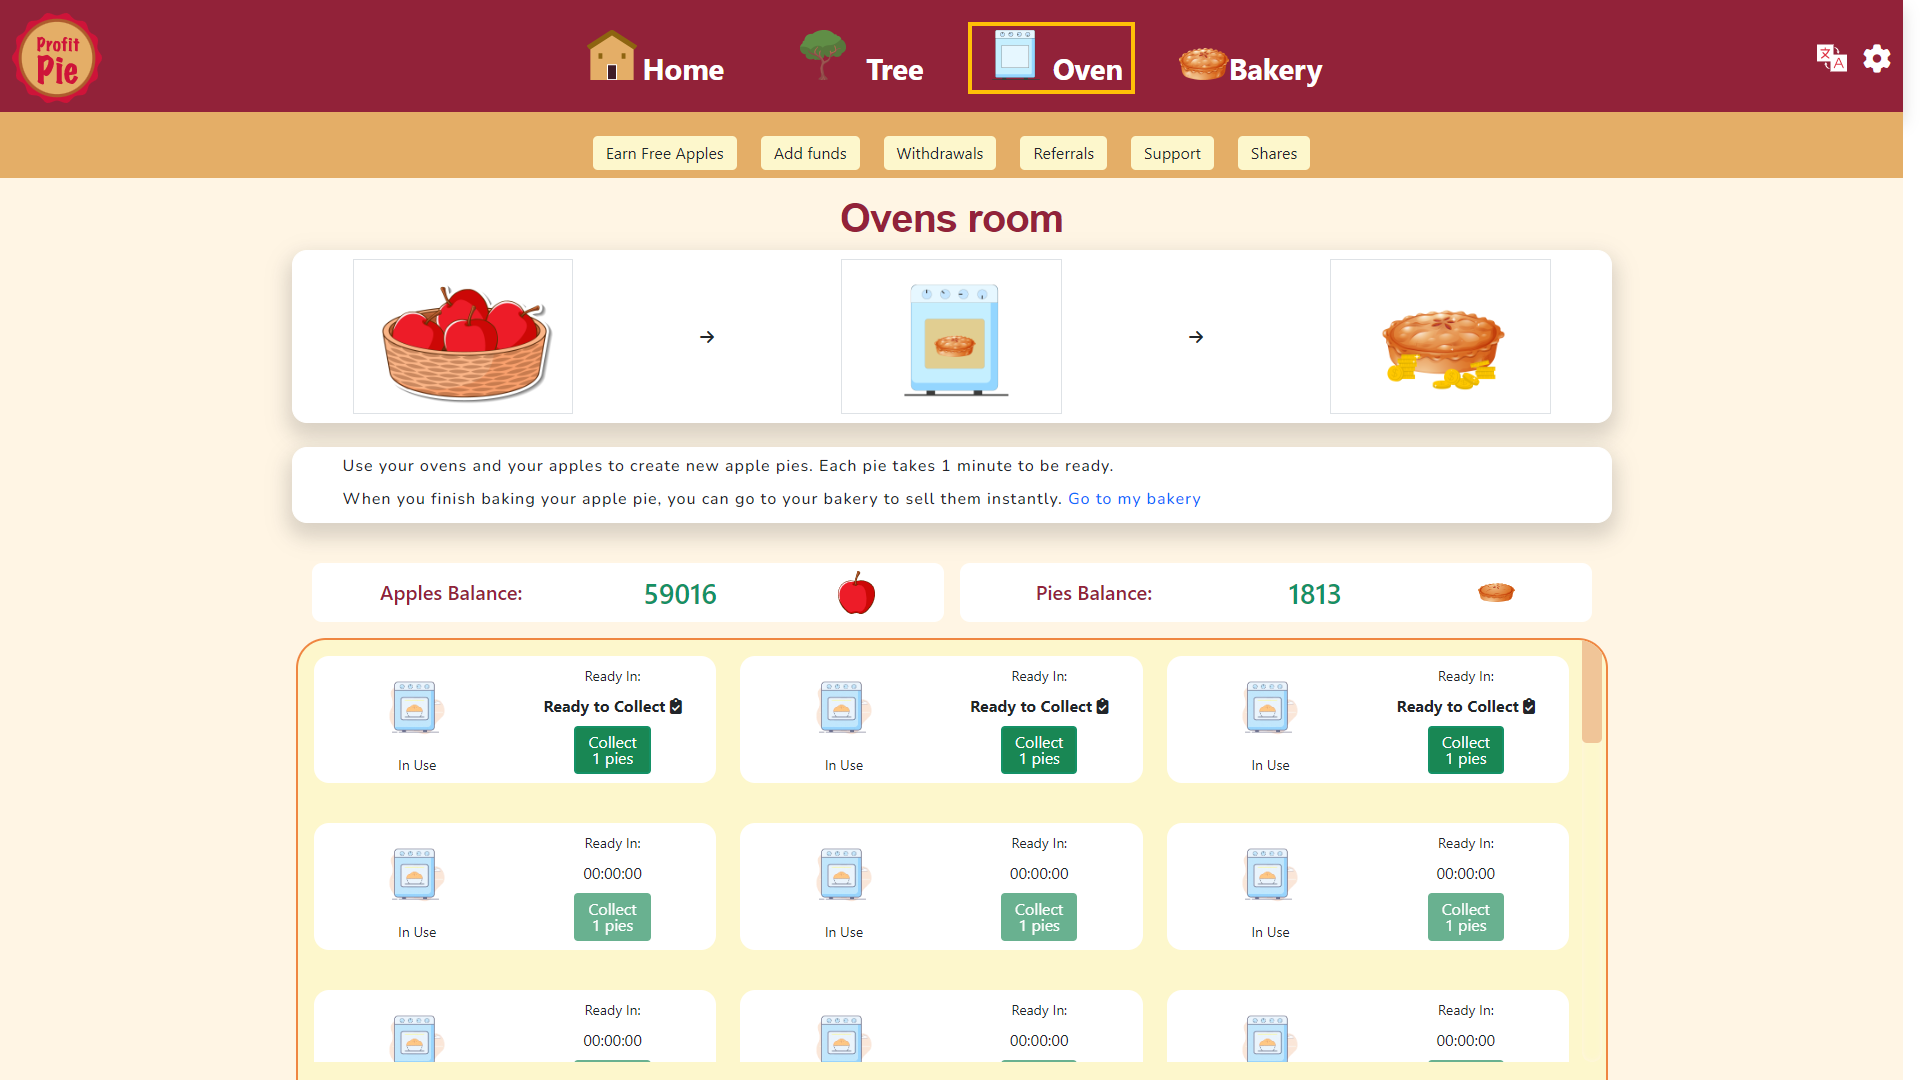 Profit
Pie
Home
Tree
Oven
Bakery
Earn Free Apples
Add funds
Withdrawals
Referrals
Support
Shares
Ovens room
Use your ovens and your apples to create new apple pies. Each pie takes 1 minute to be ready.
When you finish baking your apple pie, you can go to your bakery to sell them instantly. Go to my bakery
Apples Balance:
59016
Pies Balance:
1813
Ready In:
Ready to Collect
Collect
1 pies
In Use
Ready In:
Ready to Collect
Collect
1 pies
In Use
Ready In:
Ready to Collect
Collect
1 pies
In Use
Ready In:
00:00:00
Collect
1 pies
In Use
Ready In:
00:00:00
Collect
1 pies
In Use
Ready In:
00:00:00
Collect
1 pies
In Use
Ready In:
00:00:00
Ready In:
00:00:00
Ready In:
00:00:00